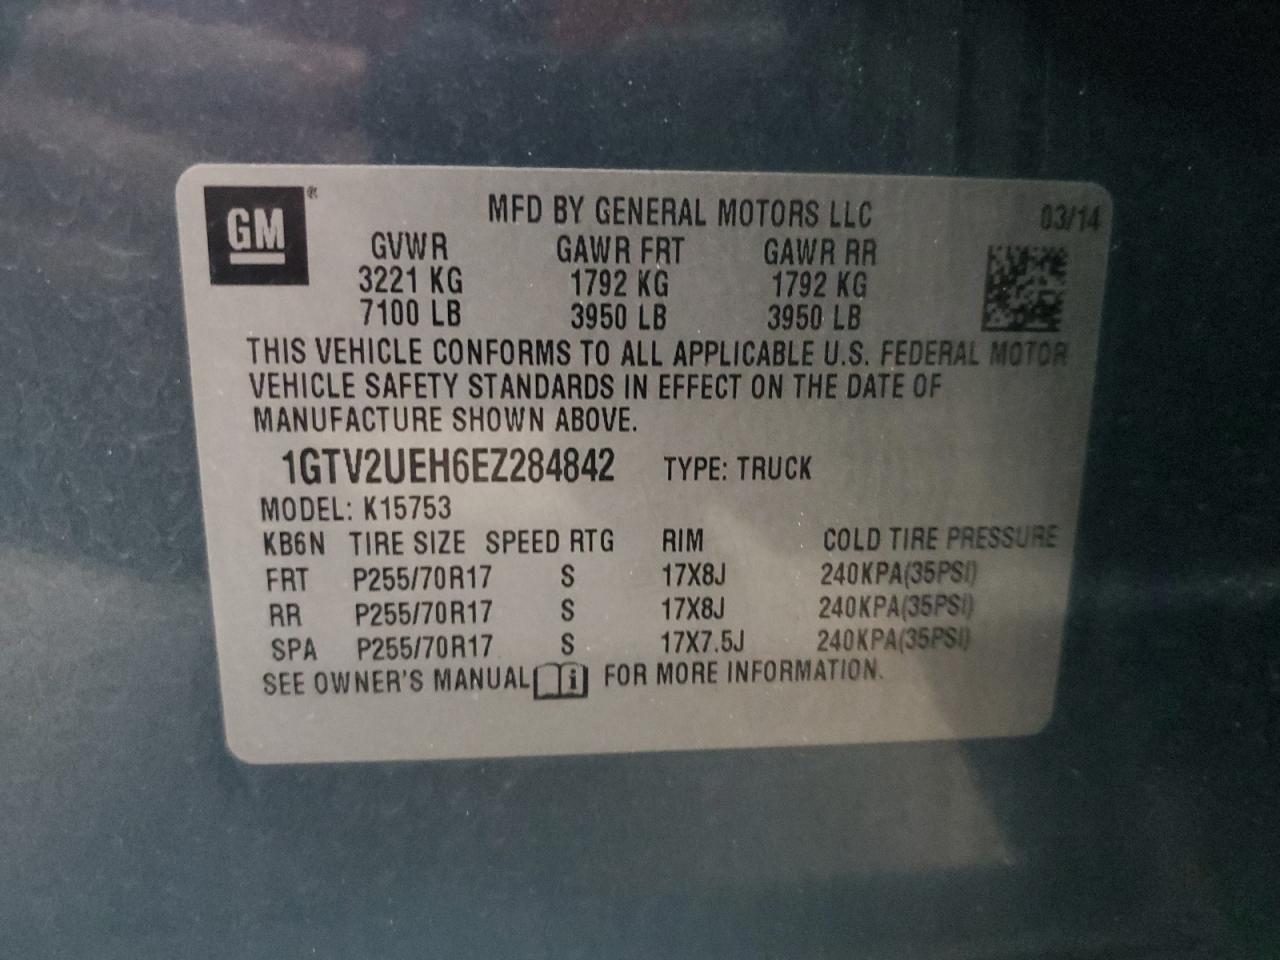 GM®
MFD BY GENERAL MOTORS LLC 03/14
GVWR GAWR FRT GAWR RR
3221 KG 1792 KG 1792 KG
7100 LB 3950 LB 3950 LB
THIS VEHICLE CONFORMS TO ALL APPLICABLE U.S. FEDERAL MOTOR
VEHICLE SAFETY STANDARDS IN EFFECT ON THE DATE OF
MANUFACTURE SHOWN ABOVE.
1GTV2UEH6EZ284842 TYPE: TRUCK
MODEL: K15753
KB6N TIRE SIZE SPEED RTG RIM COLD TIRE PRESSURE
FRT P255/70R17 S 17X8J 240KPA(35PSI)
RR P255/70R17 S 17X8J 240KPA(35PSI)
SPA P255/70R17 S 17X7.5J 240KPA(35PSI)
SEE OWNER'S MANUAL i FOR MORE INFORMATION.